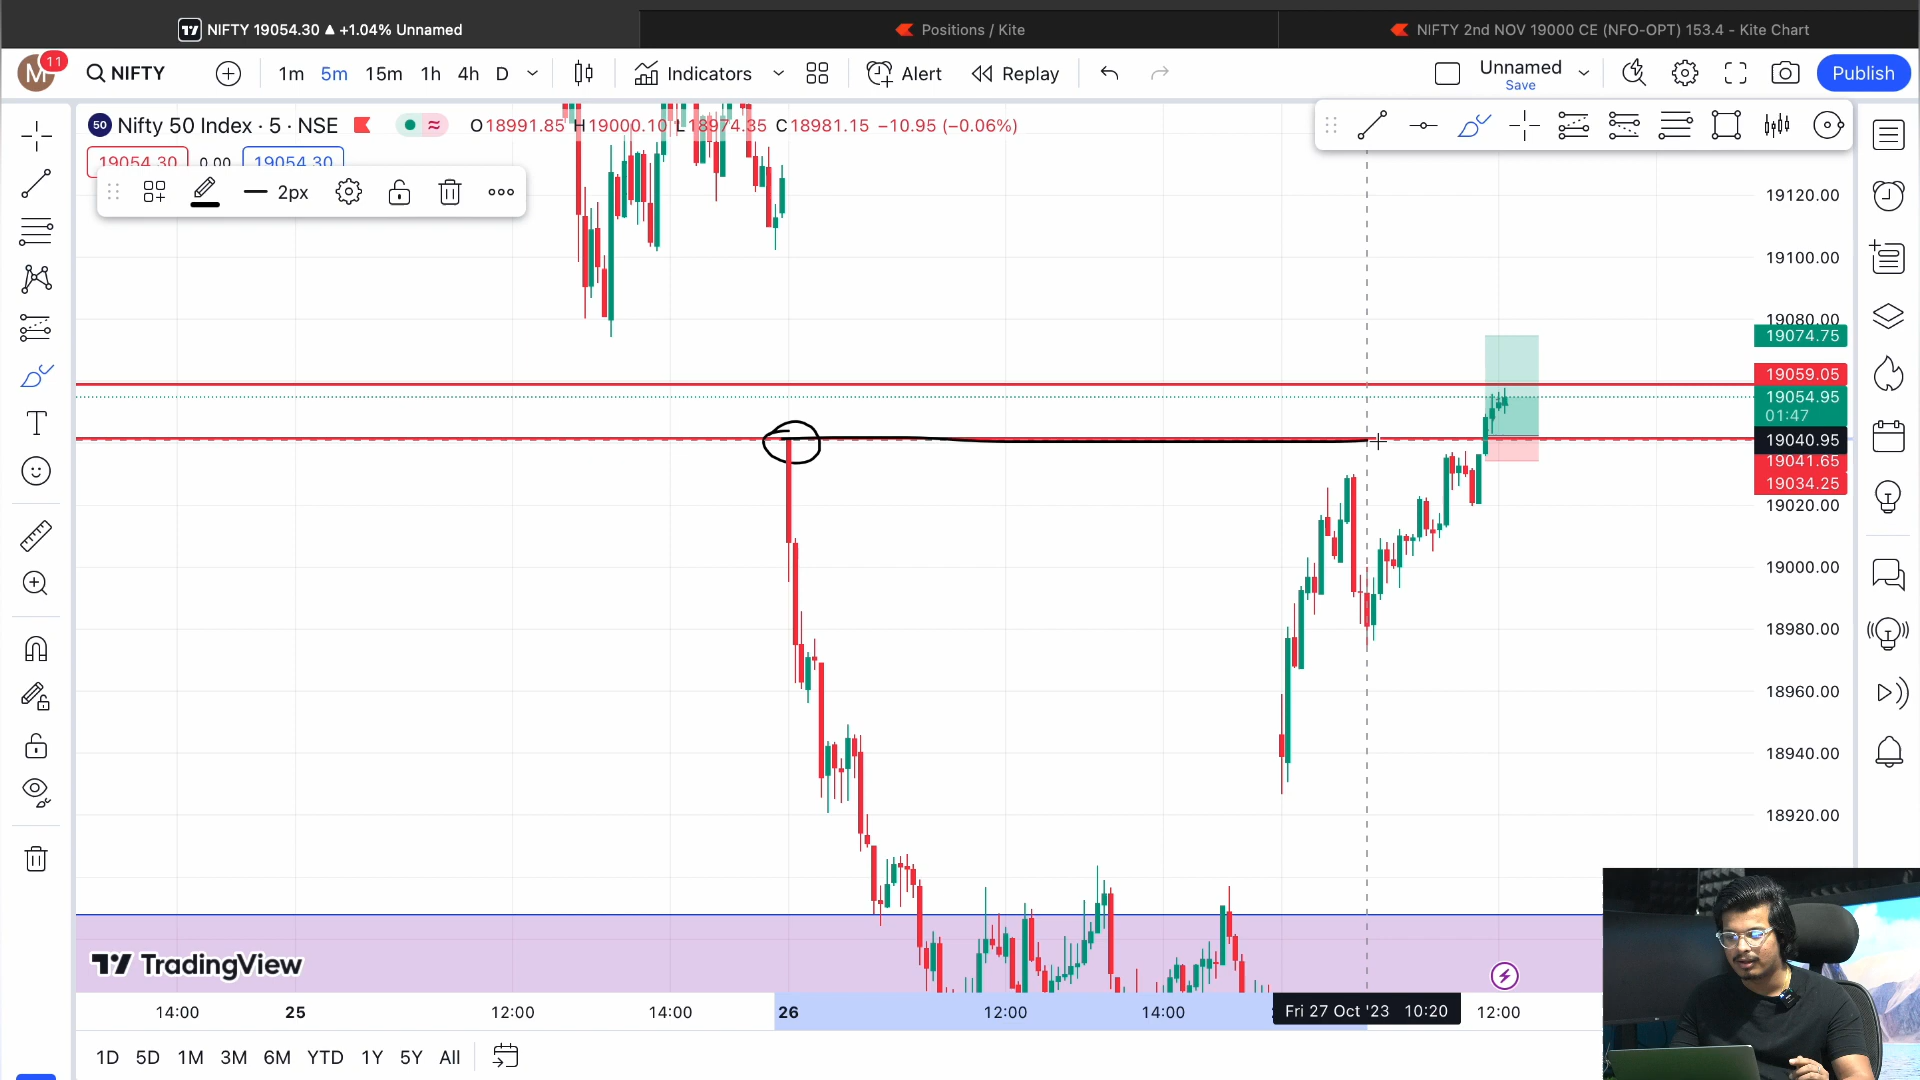 NIFTY 19054.30 ▲ +1.04% Unnamed
Positions / Kite
NIFTY 2nd NOV 19000 CE (NFO-OPT) 153.4 - Kite Chart
M
11
NIFTY
1m 5m 15m 1h 4h D
Indicators
Alert
Replay
Unnamed
Save
Publish
50 Nifty 50 Index · 5 · NSE
O18991.85 H19000.10 L18974.35 C18981.15 −10.95 (−0.06%)
19054.30 0.00 19054.30
2px
19120.00
19100.00
19080.00
19074.75
19059.05
19054.95
01:47
19040.95
19041.65
19034.25
19020.00
19000.00
18980.00
18960.00
18940.00
18920.00
TradingView
14:00 25 12:00 14:00 26 12:00 14:00 Fri 27 Oct '23 10:20 12:00
1D 5D 1M 3M 6M YTD 1Y 5Y All